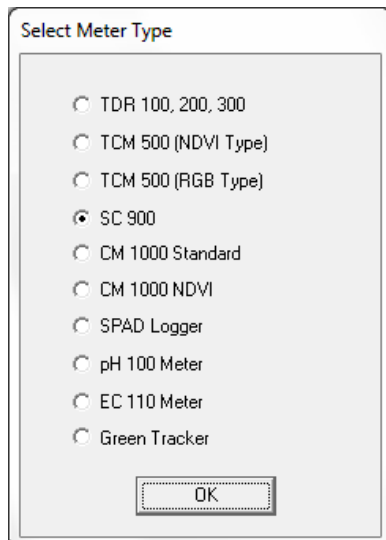 Select Meter Type
TDR 100, 200, 300
TCM 500 (NDVI Type)
TCM 500 (RGB Type)
SC 900
CM 1000 Standard
CM 1000 NDVI
SPAD Logger
pH 100 Meter
EC 110 Meter
Green Tracker
OK